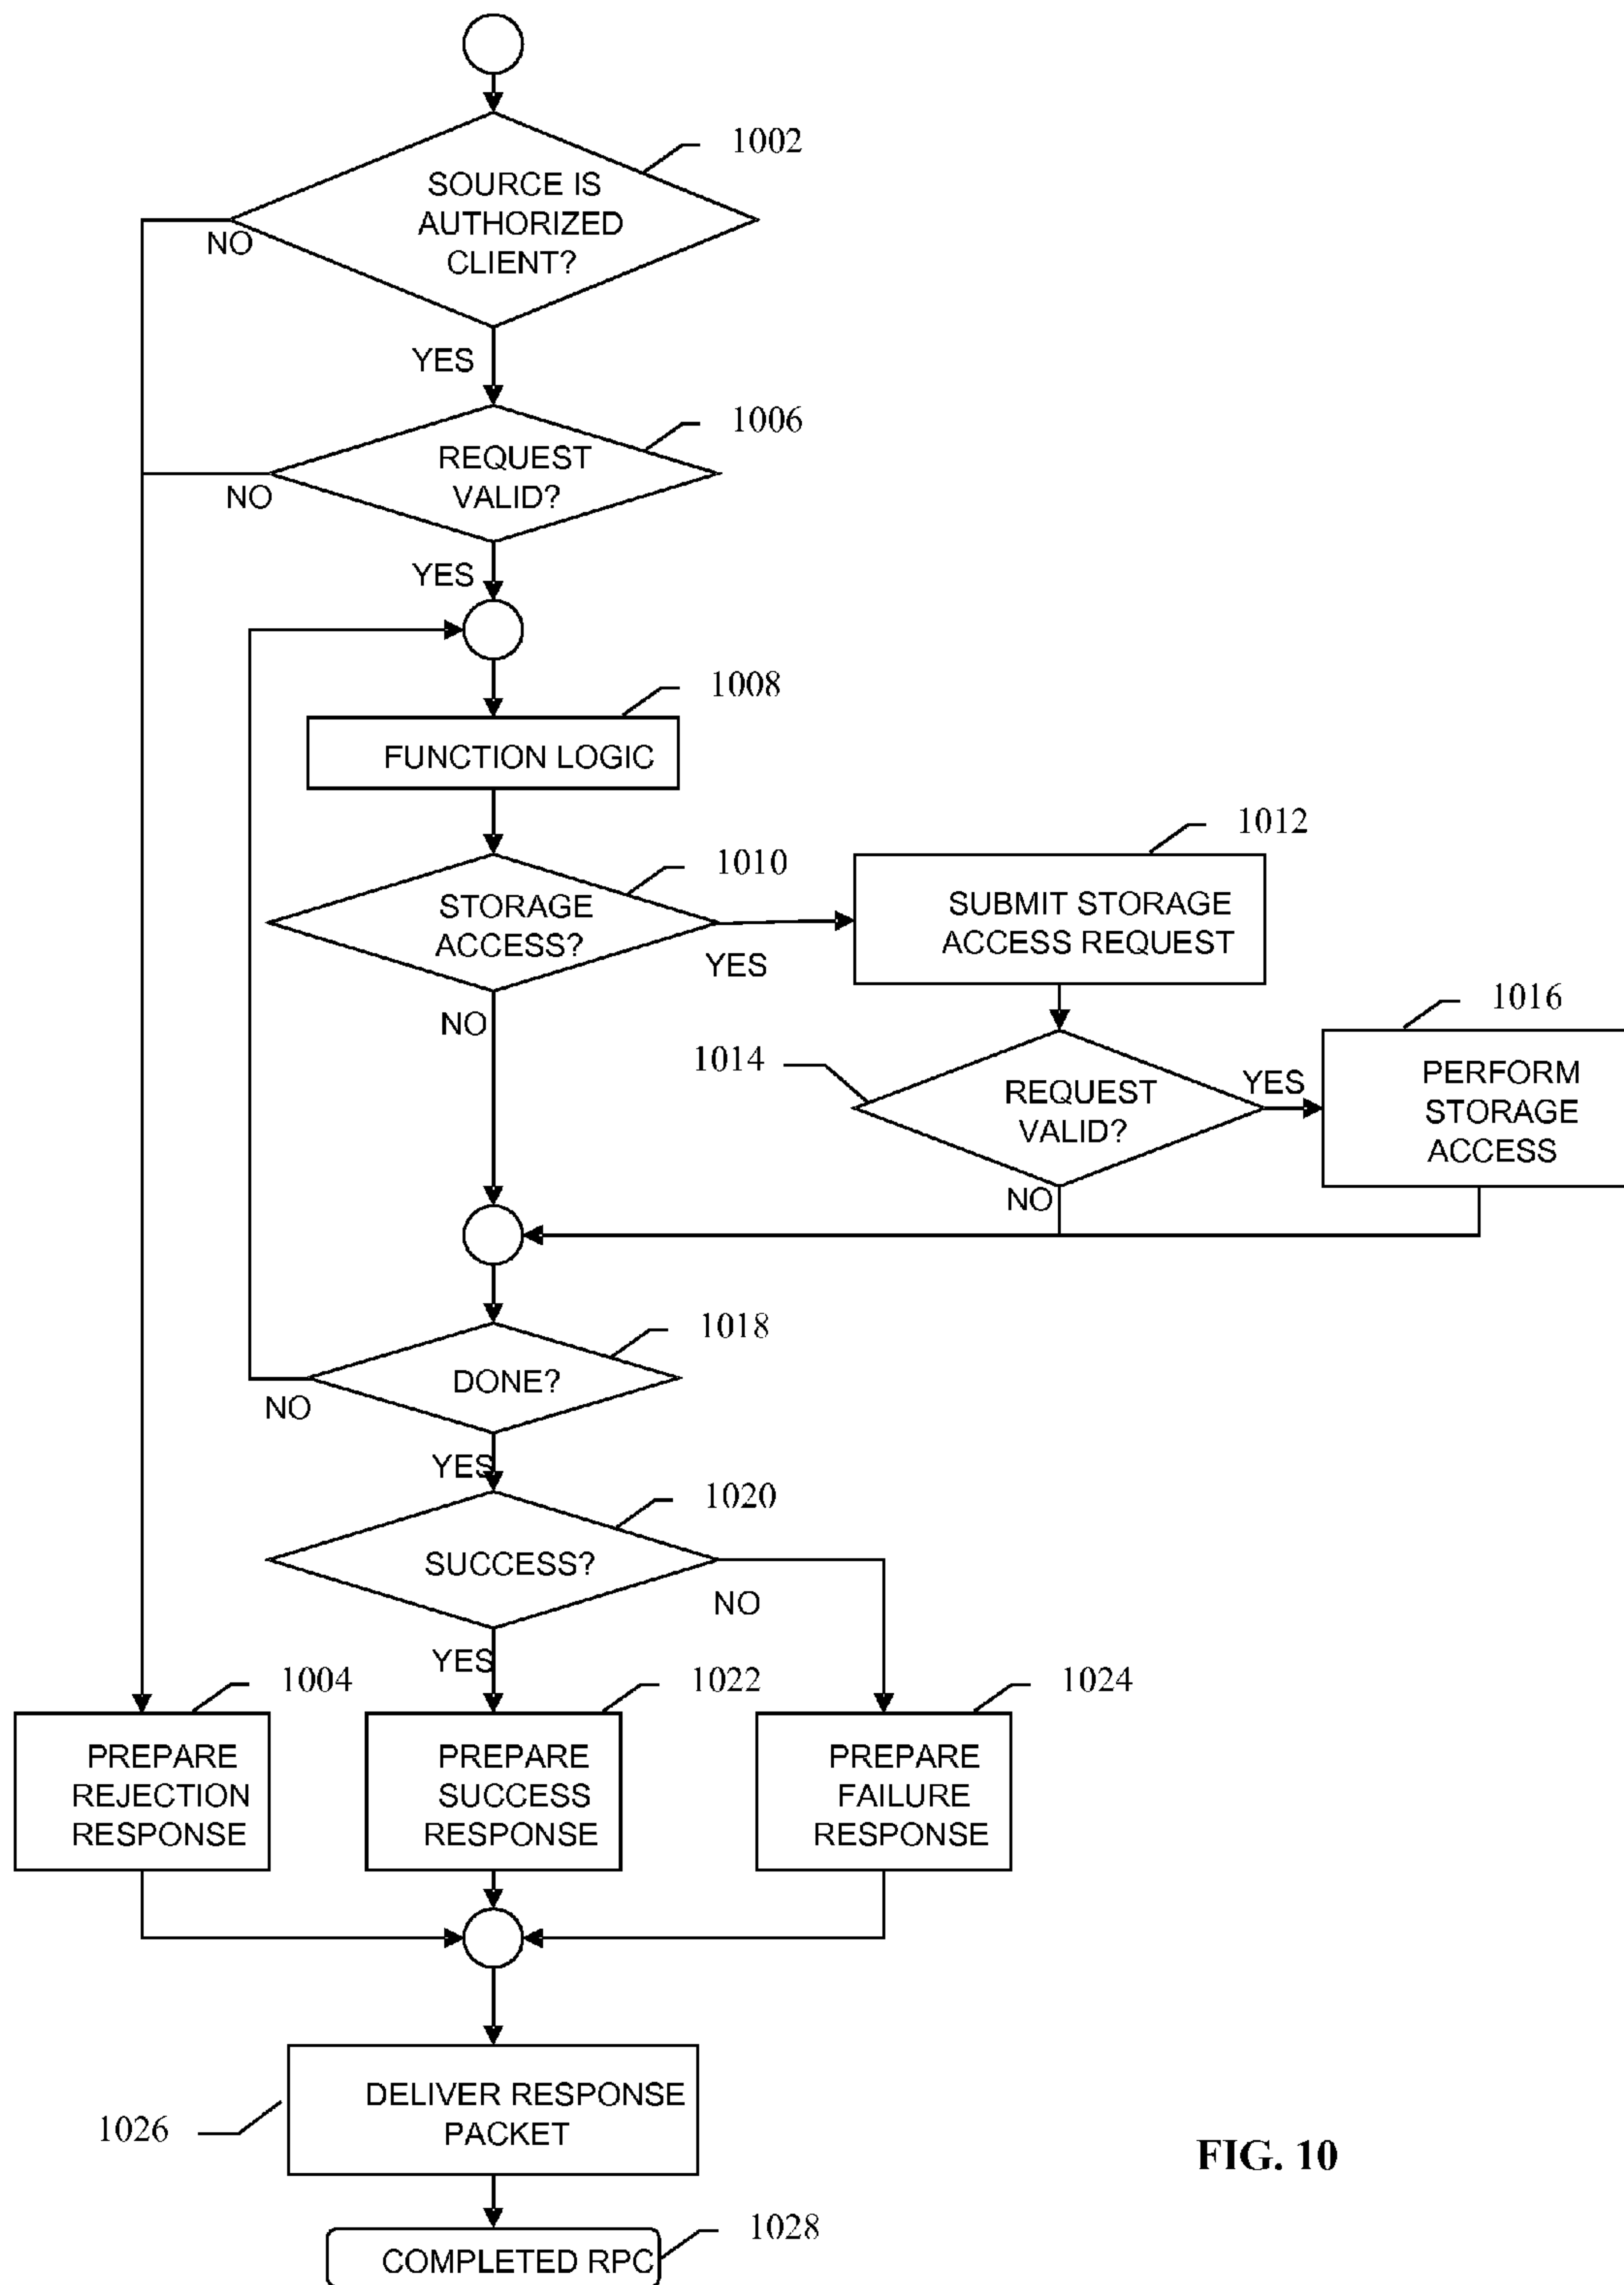 1002
SOURCE IS
AUTHORIZED
CLIENT?
NO
YES
1006
REQUEST
VALID?
NO
YES
1008
FUNCTION LOGIC
1010
STORAGE
ACCESS?
YES
NO
1012
SUBMIT STORAGE
ACCESS REQUEST
1014
REQUEST
VALID?
YES
NO
1016
PERFORM
STORAGE
ACCESS
1018
DONE?
NO
YES
1020
SUCCESS?
NO
YES
1004
PREPARE
REJECTION
RESPONSE
1022
PREPARE
SUCCESS
RESPONSE
1024
PREPARE
FAILURE
RESPONSE
1026
DELIVER RESPONSE
PACKET
FIG. 10
1028
COMPLETED RPC